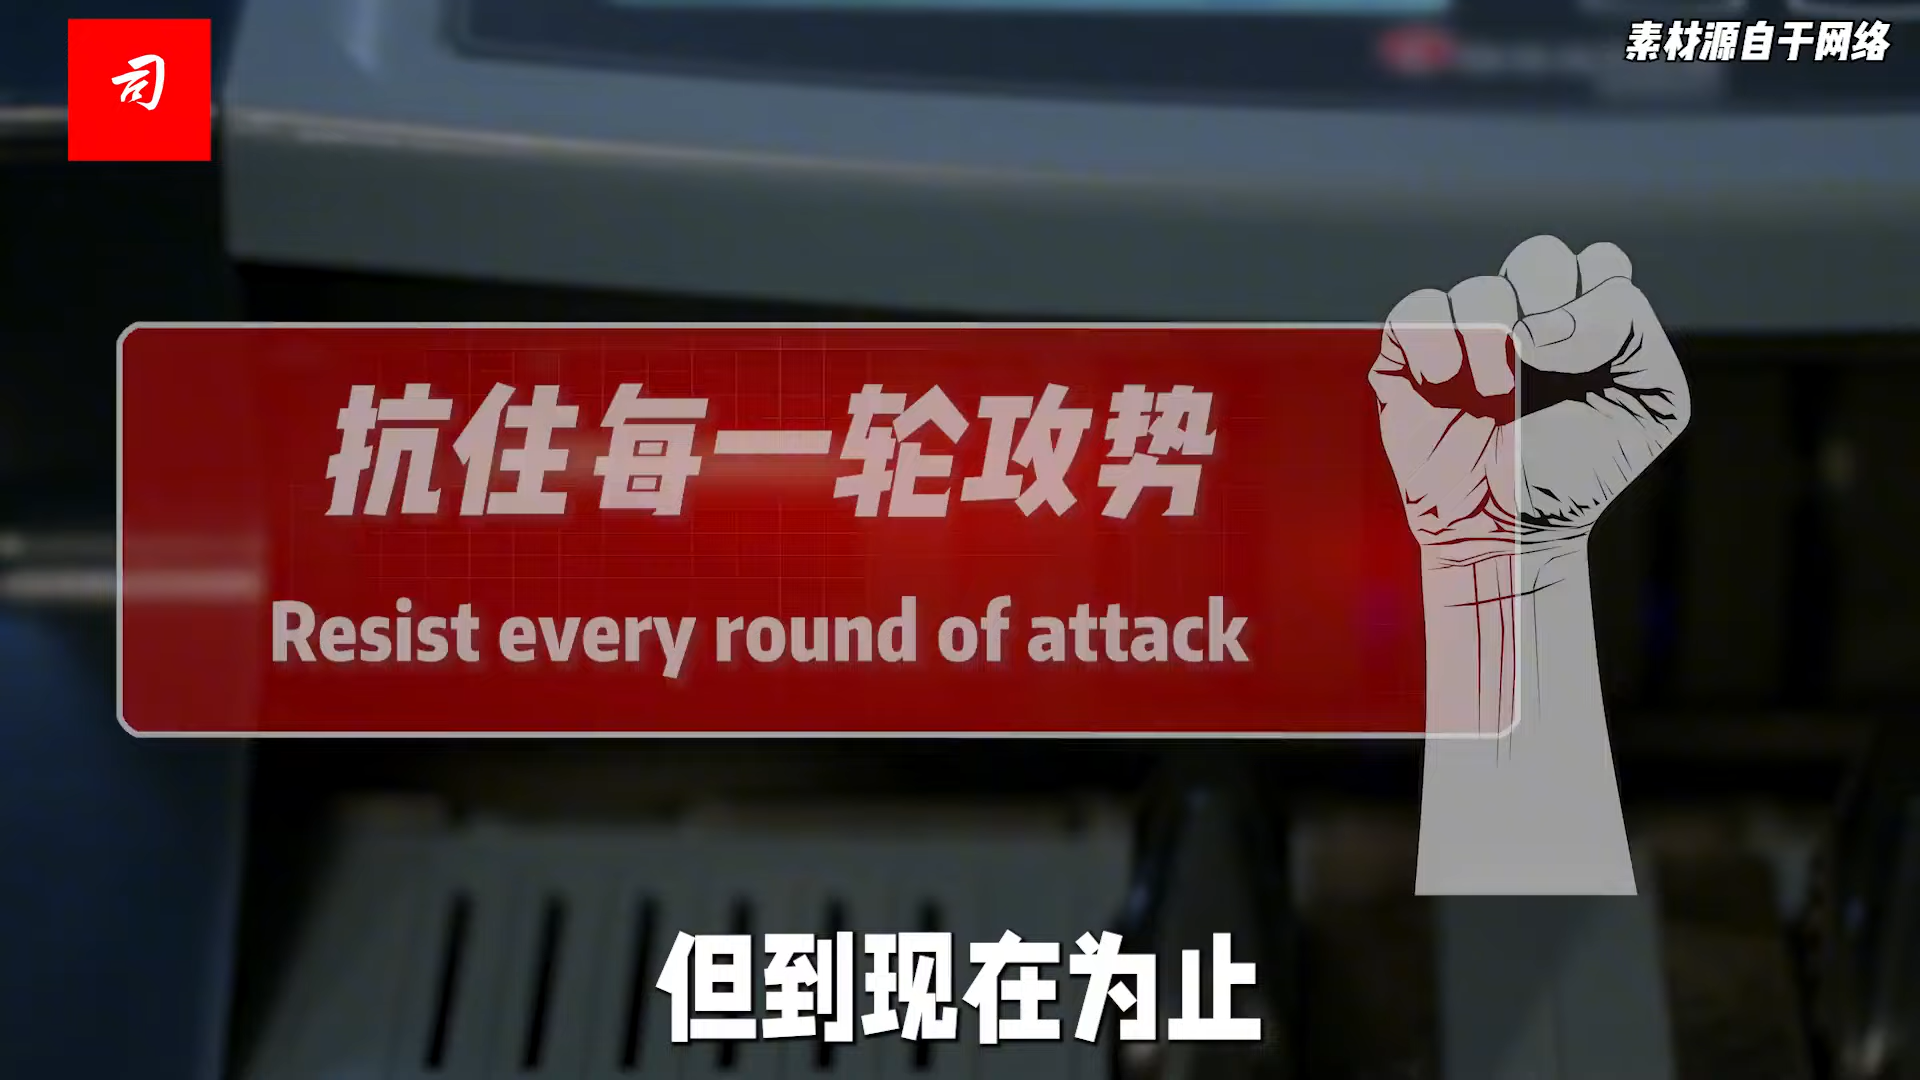 司
素材源自于网络
抗住每一轮攻势
Resist every round of attack
但到现在为止